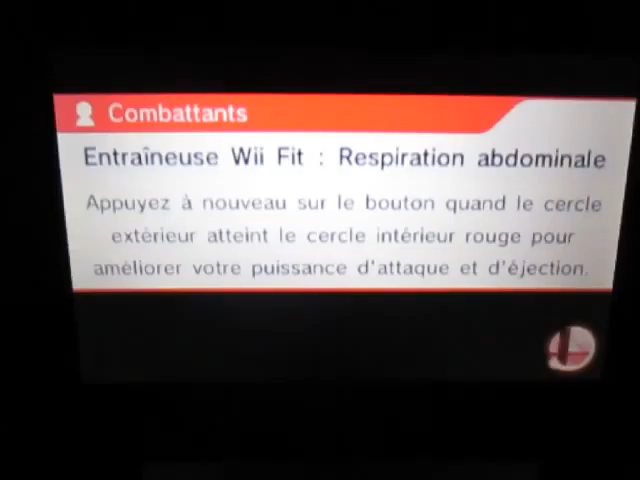 Combattants
Entraîneuse Wii Fit : Respiration abdominale
Appuyez à nouveau sur le bouton quand le cercle
extérieur atteint le cercle intérieur rouge pour
améliorer votre puissance d'attaque et d'éjection.